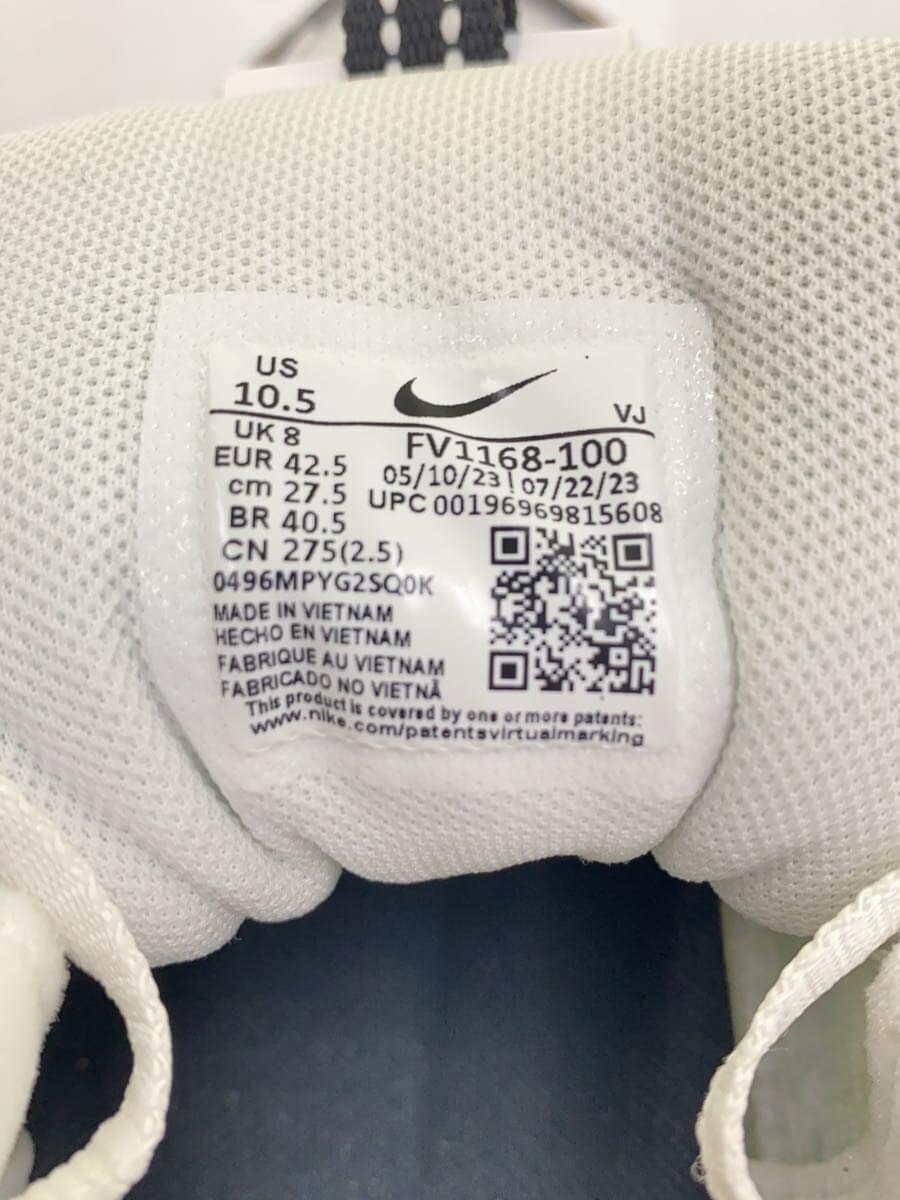 US
10.5
VJ
UK 8
FV1168-100
EUR 42.5
05/10/23 | 07/22/23
cm 27.5
UPC 00196969815608
BR 40.5
CN 275(2.5)
0496MPYG2SQ0K
MADE IN VIETNAM
HECHO EN VIETNAM
FABRIQUE AU VIETNAM
FABRICADO NO VIETNÃ
This product is covered by one or more patents:
www.nike.com/patentsvirtualmarking